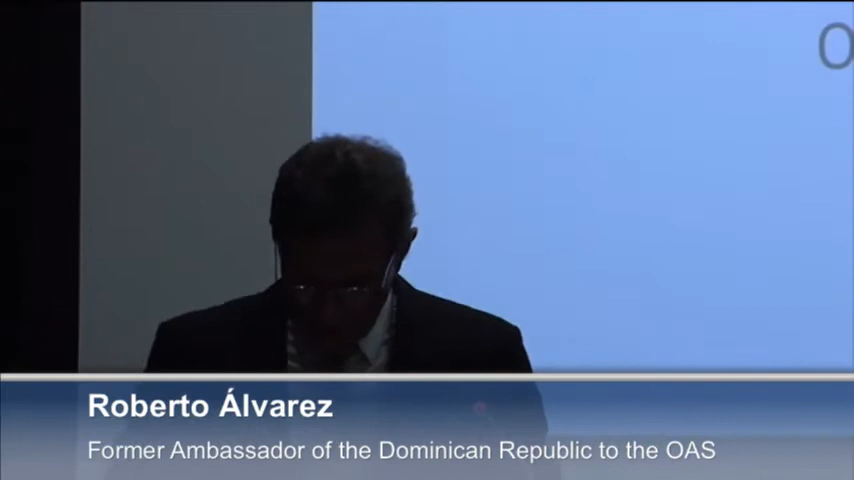 O
Roberto Álvarez
Former Ambassador of the Dominican Republic to the OAS